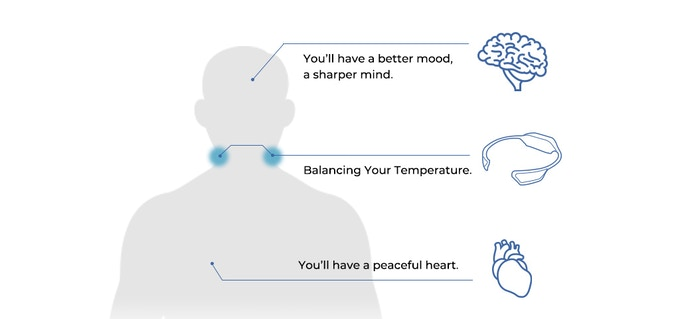 You’ll have a better mood,
a sharper mind.
Balancing Your Temperature.
You’ll have a peaceful heart.